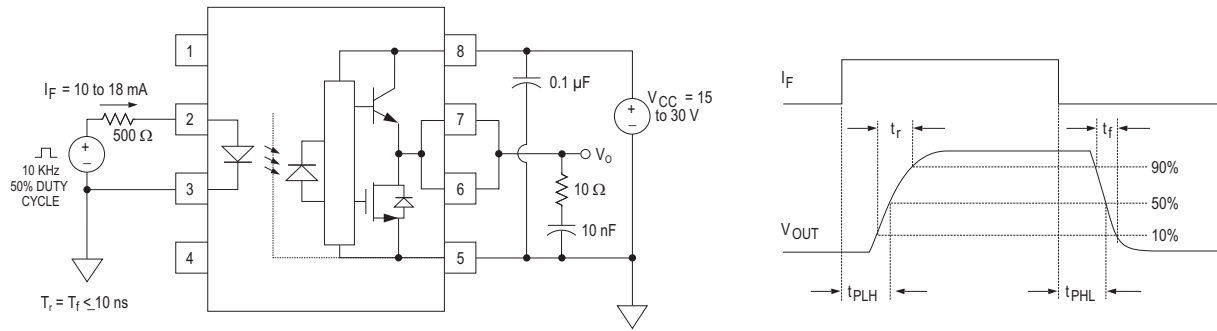 1
8
I_F = 10 to 18 mA
0.1 µF
+
V_CC = 15
to 30 V
–
2
7
500 Ω
+
–
V_O
10 KHz
50% DUTY
CYCLE
3
6
10 Ω
10 nF
4
5
T_r = T_f ≤ 10 ns
I_F
t_r
t_f
90%
50%
V_OUT
10%
t_PLH
t_PHL